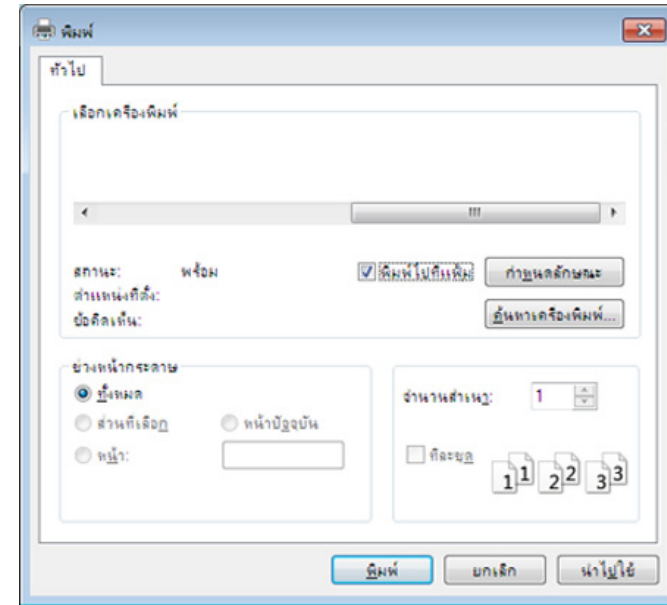 พิมพ์
ทั่วไป
เลือกเครื่องพิมพ์
สถานะ: พร้อม
พิมพ์ไปที่แฟ้ม
กำหนดลักษณะ
ตำแหน่งที่ตั้ง:
ข้อคิดเห็น:
ค้นหาเครื่องพิมพ์...
ช่วงหน้ากระดาษ
ทั้งหมด
ส่วนที่เลือก
หน้าปัจจุบัน
หน้า:
จำนวนสำเนา: 1
ทีละชุด
1 1 2 2 3 3
พิมพ์
ยกเลิก
นำไปใช้